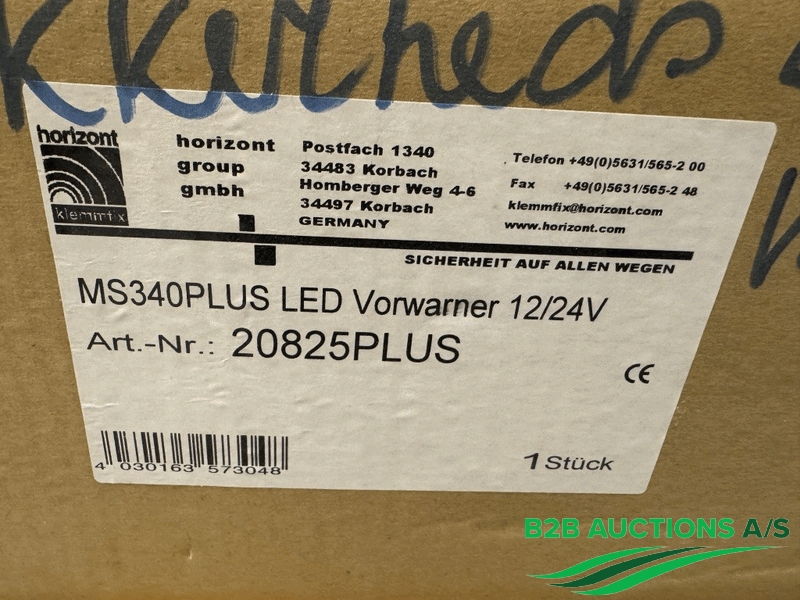 kkerheds
horizont
klemmfix
horizont
group
gmbh
Postfach 1340
34483 Korbach
Homberger Weg 4-6
34497 Korbach
GERMANY
Telefon +49(0)5631/565-2 00
Fax +49(0)5631/565-2 48
klemmfix@horizont.com
www.horizont.com
SICHERHEIT AUF ALLEN WEGEN
MS340PLUS LED Vorwarner 12/24V
Art.-Nr.: 20825PLUS
CE
4 030163 573048
1 Stück
B2B AUCTIONS A/S